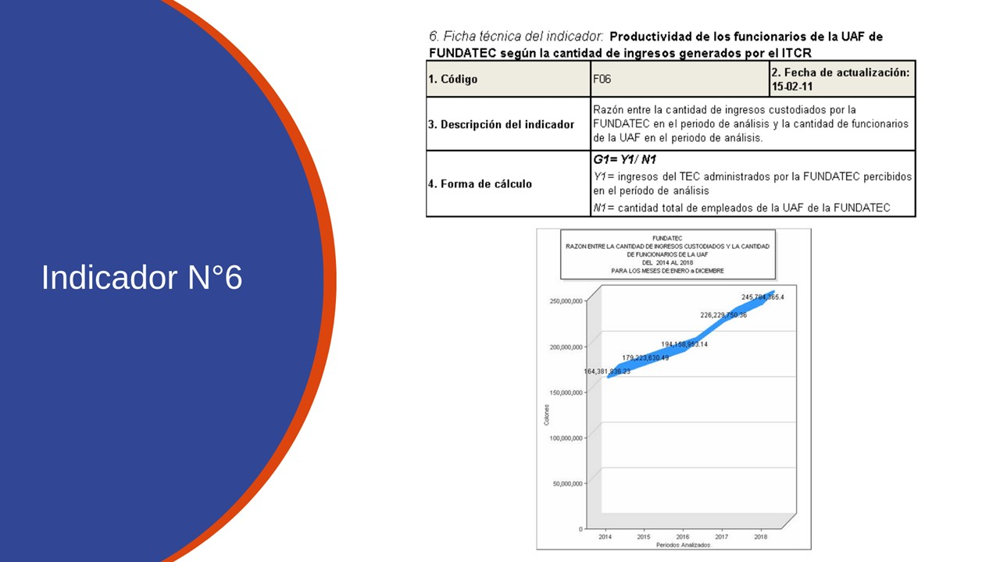 Indicador N°6
6. Ficha técnica del indicador: Productividad de los funcionarios de la UAF de
FUNDATEC según la cantidad de ingresos generados por el ITCR
1. Código
F06
2. Fecha de actualización:
15-02-11
3. Descripción del indicador
Razón entre la cantidad de ingresos custodiados por la
FUNDATEC en el periodo de análisis y la cantidad de funcionarios
de la UAF en el periodo de análisis.
4. Forma de cálculo
G1= Y1/ N1
Y1= ingresos del TEC administrados por la FUNDATEC percibidos
en el período de análisis
N1= cantidad total de empleados de la UAF de la FUNDATEC
FUNDATEC
RAZON ENTRE LA CANTIDAD DE INGRESOS CUSTODIADOS Y LA CANTIDAD
DE FUNCIONARIOS DE LA UAF
DEL 2014 AL 2018
PARA LOS MESES DE:ENERO a DICIEMBRE
250,000,000
200,000,000
150,000,000
100,000,000
50,000,000
0
Colones
164,381,936.23
179,223,630.49
194,158,953.14
226,229,750.36
245,764,365.4
2014 2015 2016 2017 2018
Periodos Analizados